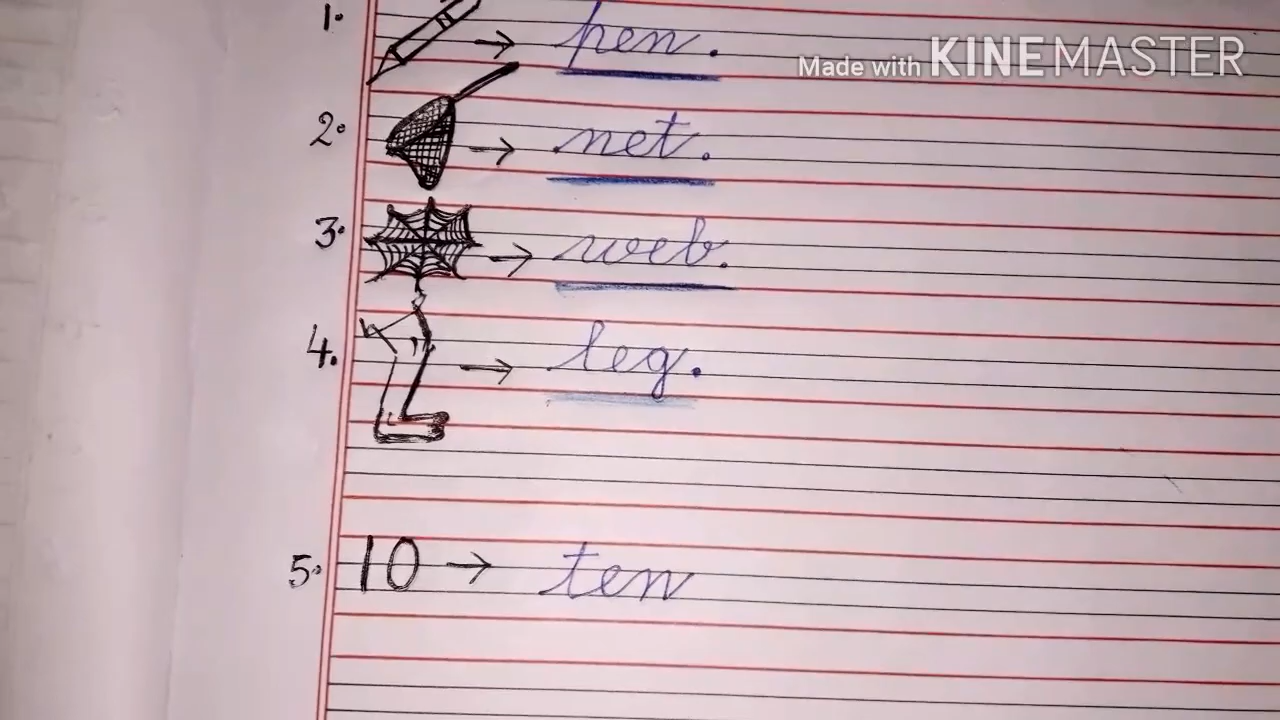 1. → pen.
Made with KINEMASTER
2. → net.
3. → web.
4. → leg.
5. 10 → ten